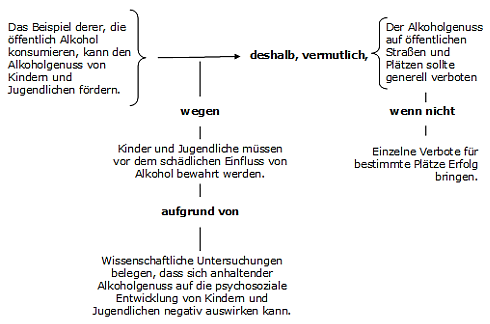 Das Beispiel derer, die
öffentlich Alkohol
konsumieren, kann den
Alkoholgenuss von
Kindern und
Jugendlichen fördern.
deshalb, vermutlich,
Der Alkoholgenuss
auf öffentlichen
Straßen und
Plätzen sollte
generell verboten
wegen
wenn nicht
Kinder und Jugendliche müssen
vor dem schädlichen Einfluss von
Alkohol bewahrt werden.
Einzelne Verbote für
bestimmte Plätze Erfolg
bringen.
aufgrund von
Wissenschaftliche Untersuchungen
belegen, dass sich anhaltender
Alkoholgenuss auf die psychosoziale
Entwicklung von Kindern und
Jugendlichen negativ auswirken kann.